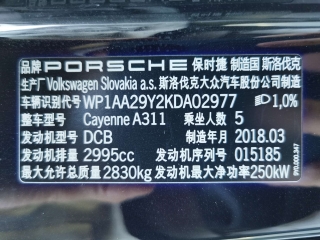 品牌 PORSCHE 保时捷 制造国 斯洛伐克
生产厂 Volkswagen Slovakia a.s. 斯洛伐克大众汽车股份公司制造
车辆识别代号 WP1AA29Y2KDA02977 1,0%
整车型号 Cayenne A311 乘坐人数 5
发动机型号 DCB 制造年月 2018.03
发动机排量 2995cc 发动机序列号 015185
最大允许总质量 2830kg 发动机最大净功率 250kW